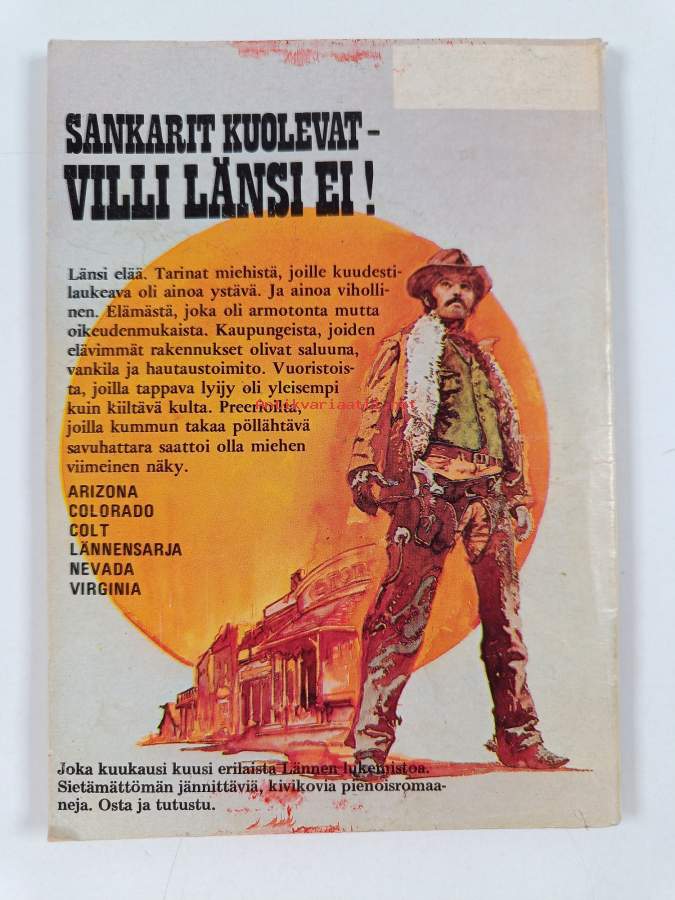 SANKARIT KUOLEVAT –
VILLI LÄNSI EI!
Länsi elää. Tarinat miehistä, joille kuudesti-
laukeava oli ainoa ystävä. Ja ainoa vihollinen-
nen. Elämästä, joka oli armotonta mutta
oikeudenmukaista. Kaupungeista, joiden
elävimmät rakennukset olivat saluuna,
vankila ja hautaustoimito. Vuoristois-
ta, joilla tappava lyijy oli yleisempi
kuin kiiltävä kulta. Preerioilta,
joilla kummun takaa pöllähtävä
savuhattara saattoi olla miehen
viimeinen näky.
ARIZONA
COLORADO
COLT
LÄNNENSARJA
NEVADA
VIRGINIA
Joka kuukausi kuusi erilaista Lännen lukemistoa.
Sietämättömän jännittäviä, kivikovia pienoisromaa-
neja. Osta ja tutustu.